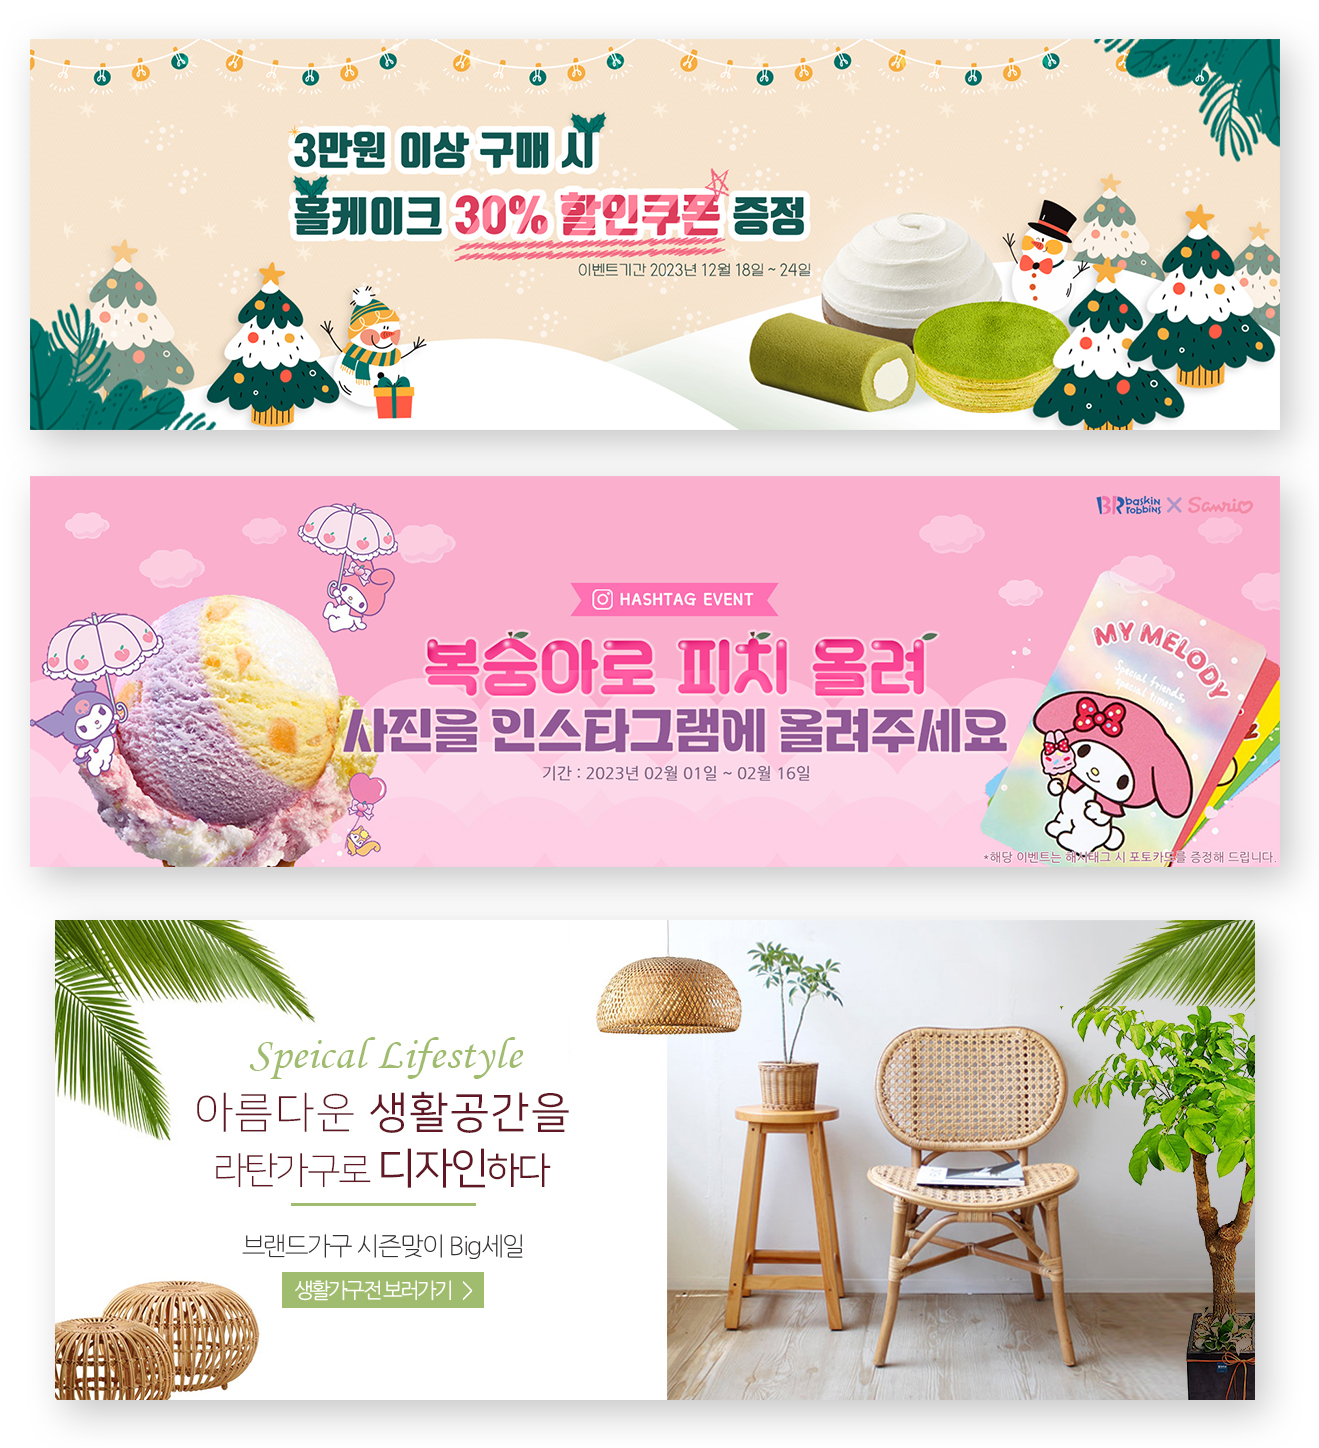 3만원 이상 구매 시
홀케이크 30% 할인쿠폰 증정
이벤트기간 2023년 12월 18일 ~ 24일
BR baskin robbins X Sanrio
HASHTAG EVENT
복숭아로 피치 올려
사진을 인스타그램에 올려주세요
기간 : 2023년 02월 01일 ~ 02월 16일
MY MELODY
Special friends,
special times
*해당 이벤트는 해시태그 시 포토카드를 증정해 드립니다.
Speical Lifestyle
아름다운 생활공간을
라탄가구로 디자인하다
브랜드가구 시즌맞이 Big세일
생활가구전 보러가기 >